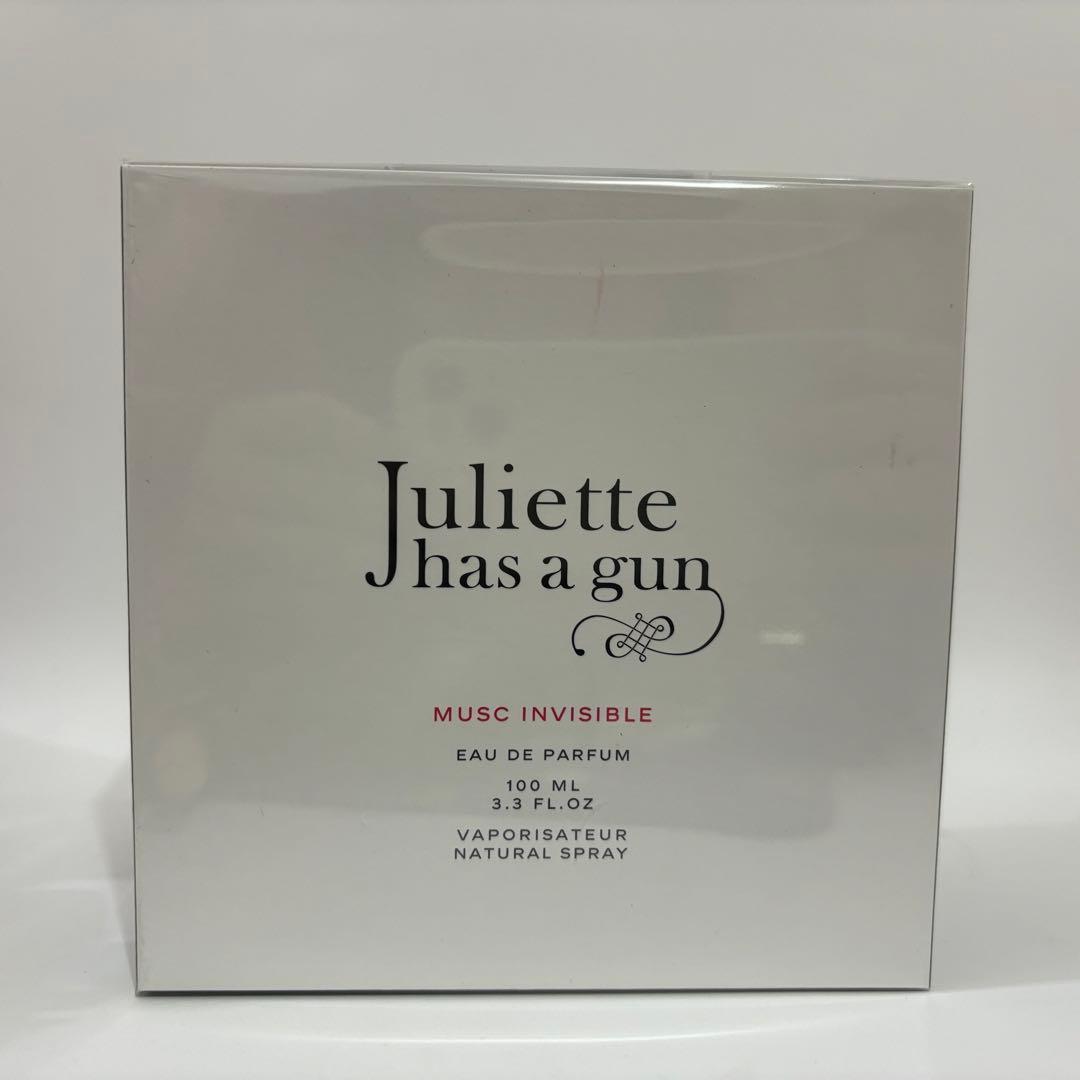 Juliette
has a gun
MUSC INVISIBLE
EAU DE PARFUM
100 ML
3.3 FL.OZ
VAPORISATEUR
NATURAL SPRAY